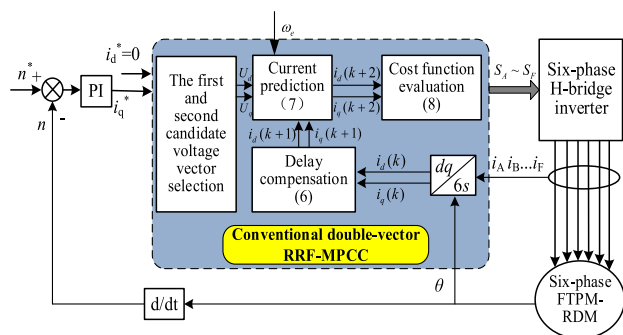 n*
+
-
n
PI
i_d*=0
i_q*
The first
and
second
candidate
voltage
vector
selection
U_d
U_q
ω_e
Current
prediction
(7)
i_d(k+2)
i_q(k+2)
Cost function
evaluation
(8)
S_A ~ S_F
Six-phase
H-bridge
inverter
i_d(k+1)
i_q(k+1)
Delay
compensation
(6)
i_d(k)
i_q(k)
dq
6s
i_A i_B...i_F
Conventional double-vector
RRF-MPCC
θ
d/dt
Six-phase
FTPM-
RDM